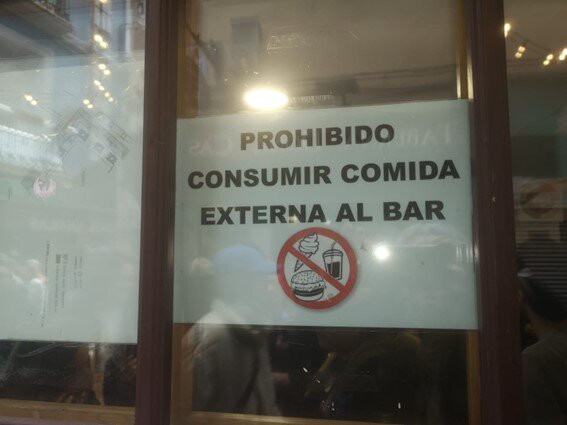 PROHIBIDO
CONSUMIR COMIDA
EXTERNA AL BAR